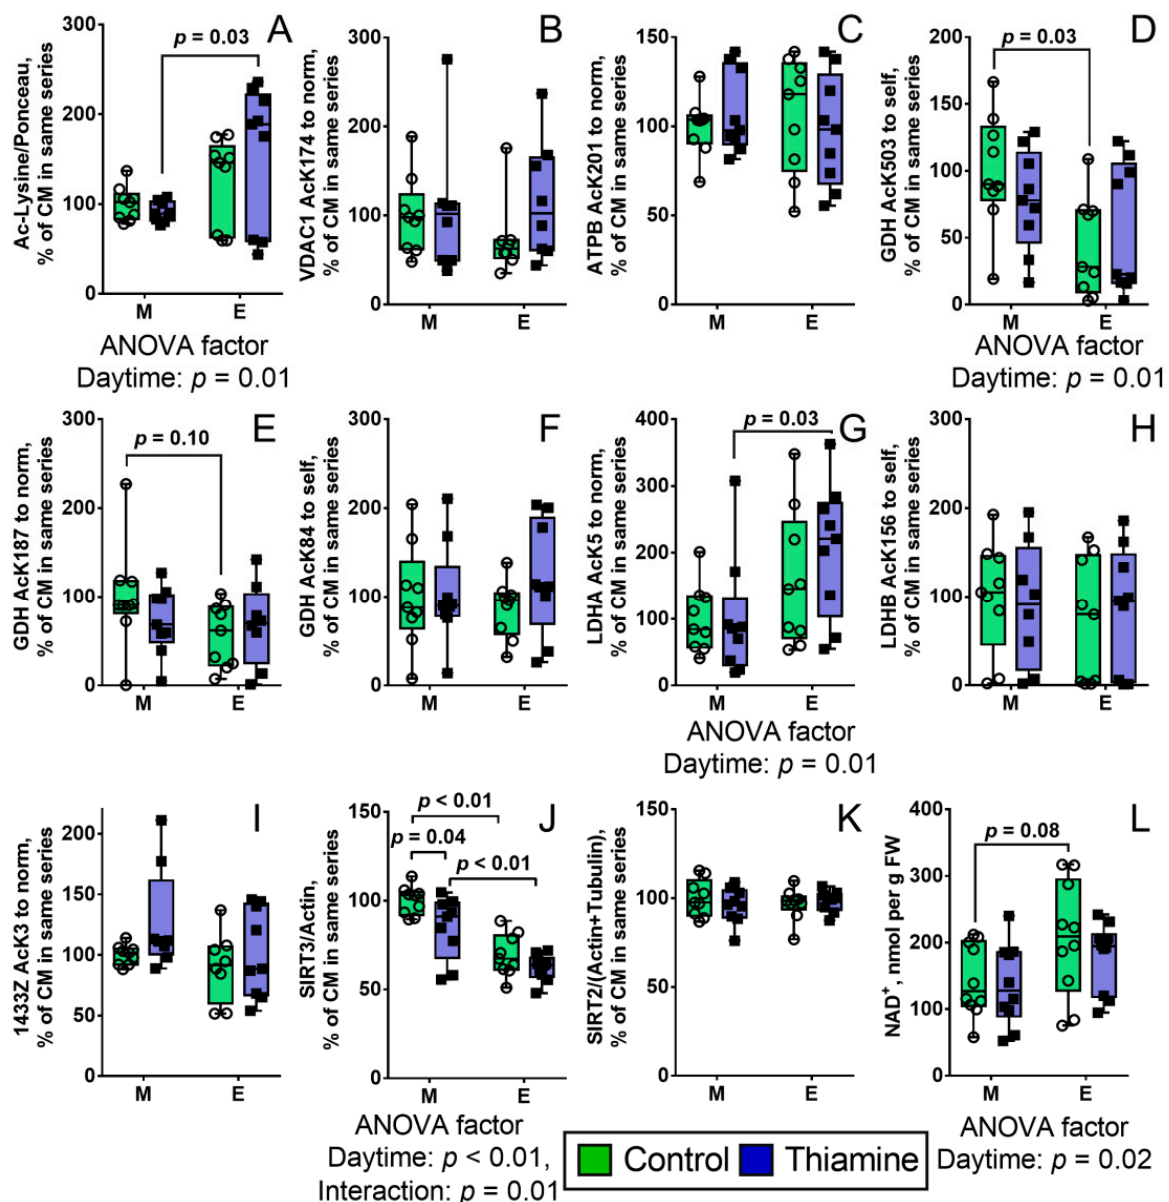 A
Ac-Lysine/Ponceau,
% of CM in same series
300
200
100
0
p = 0.03
M E
ANOVA factor
Daytime: p = 0.01
B
VDAC1 AcK174 to norm,
% of CM in same series
300
200
100
0
M E
C
ATPB AcK201 to norm,
% of CM in same series
150
100
50
0
M E
D
GDH AcK503 to self,
% of CM in same series
200
150
100
50
0
p = 0.03
M E
ANOVA factor
Daytime: p = 0.01
E
GDH AcK187 to norm,
% of CM in same series
300
200
100
0
p = 0.10
M E
F
GDH AcK84 to self,
% of CM in same series
300
200
100
0
M E
G
LDHA AcK5 to norm,
% of CM in same series
400
300
200
100
0
p = 0.03
M E
ANOVA factor
Daytime: p = 0.01
H
LDHB AcK156 to self,
% of CM in same series
300
200
100
0
M E
I
1433Z AcK3 to norm,
% of CM in same series
200
150
100
50
0
M E
J
SIRT3/Actin,
% of CM in same series
150
100
50
0
p < 0.01
p = 0.04
p < 0.01
M E
ANOVA factor
Daytime: p < 0.01,
Interaction: p = 0.01
K
SIRT2/(Actin+Tubulin),
% of CM in same series
150
100
50
0
M E
L
NAD⁺, nmol per g FW
400
300
200
100
0
p = 0.08
M E
ANOVA factor
Daytime: p = 0.02
Control Thiamine